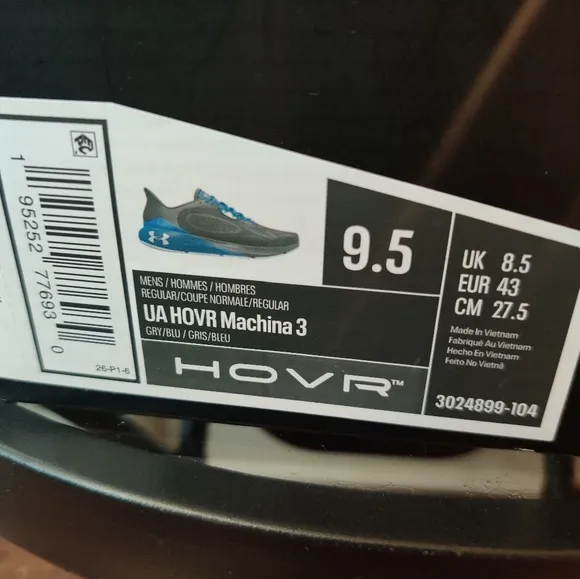 1 95252 77693 0
26-P1-6
MENS / HOMMES / HOMBRES
REGULAR/COUPE NORMALE/REGULAR
UA HOVR Machina 3
GRY/BLU / GRIS/BLEU
HOVR™
9.5
UK 8.5
EUR 43
CM 27.5
Made In Vietnam
Fabriqué Au Vietnam
Hecho En Vietnam
Feito No Vietnã
3024899-104